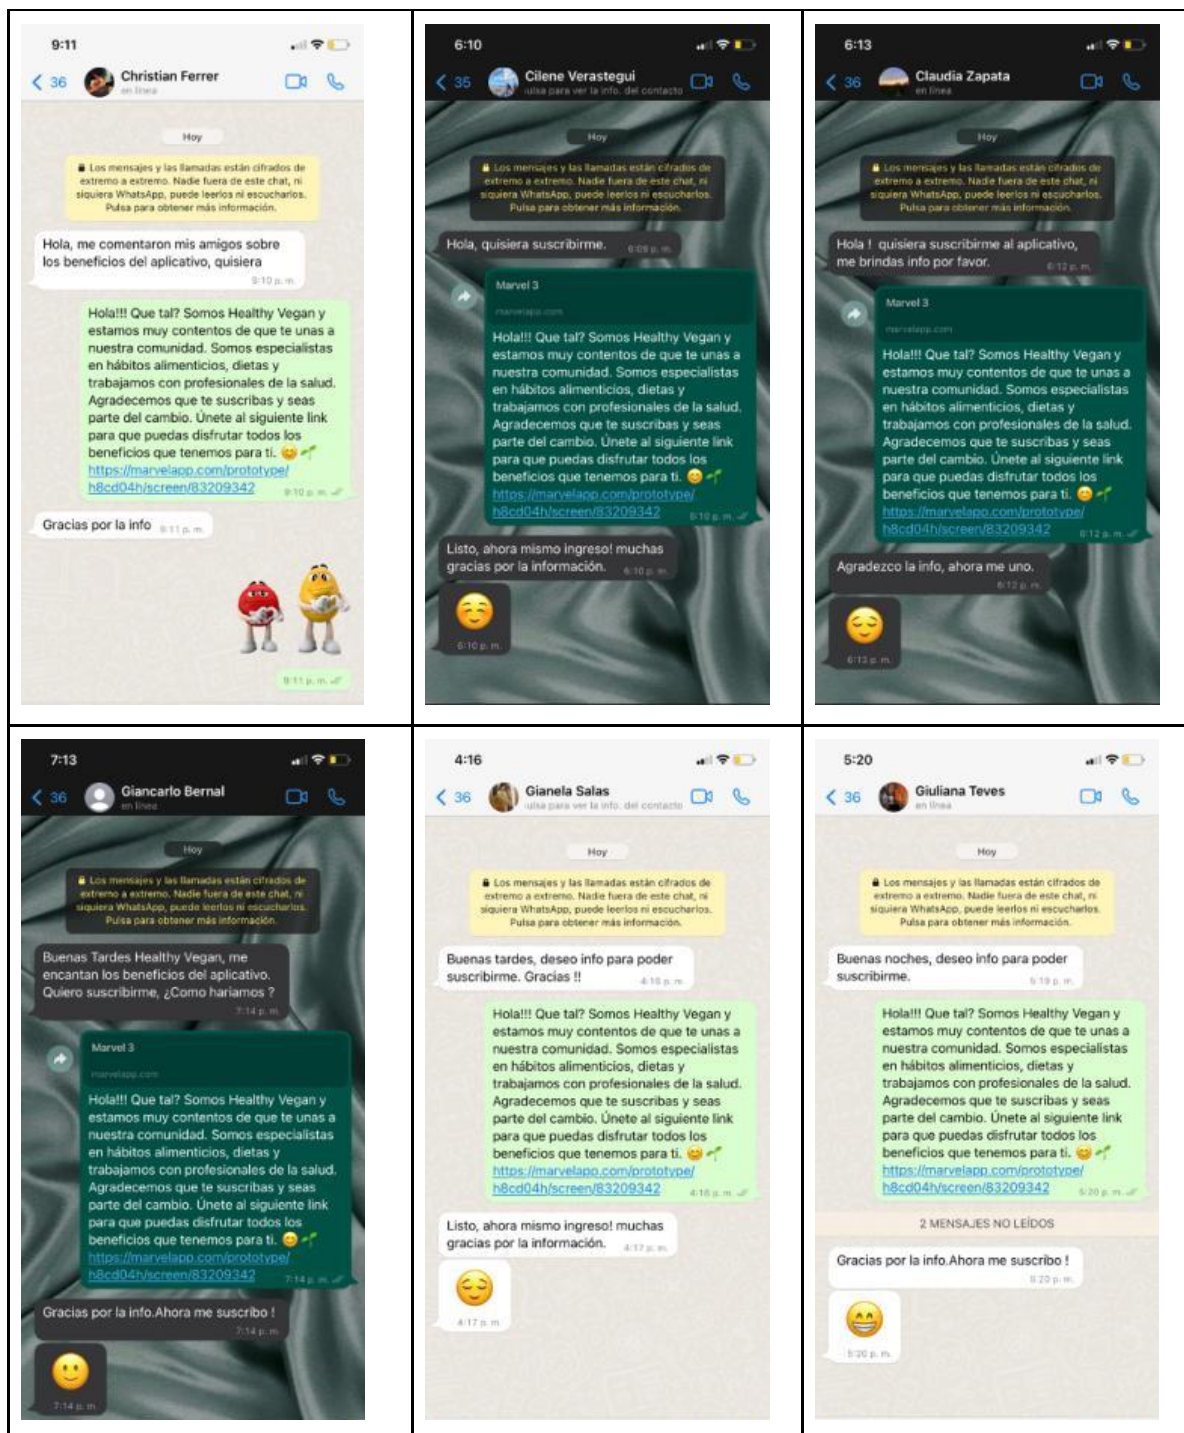 9:11
36
Christian Ferrer
en línea
Hoy
Los mensajes y las llamadas están cifrados de
extremo a extremo. Nadie fuera de este chat, ni
siquiera WhatsApp, puede leerlos ni escucharlos.
Pulsa para obtener más información.
Hola, me comentaron mis amigos sobre
los beneficios del aplicativo, quisiera
9:10 p. m.
Hola!!! Que tal? Somos Healthy Vegan y
estamos muy contentos de que te unas a
nuestra comunidad. Somos especialistas
en hábitos alimenticios, dietas y
trabajamos con profesionales de la salud.
Agradecemos que te suscribas y seas
parte del cambio. Únete al siguiente link
para que puedas disfrutar todos los
beneficios que tenemos para ti. 😊🌱
https://marvelapp.com/prototype/
h8cd04h/screen/83209342
9:10 p. m.
Gracias por la info
9:11 p. m.
9:11 p. m.
6:10
35
Cilene Verastegui
ulsa para ver la info. del contacto
Hoy
Los mensajes y las llamadas están cifrados de
extremo a extremo. Nadie fuera de este chat, ni
siquiera WhatsApp, puede leerlos ni escucharlos.
Pulsa para obtener más información.
Hola, quisiera suscribirme.
6:09 p. m.
Marvel 3
marvelapp.com
Hola!!! Que tal? Somos Healthy Vegan y
estamos muy contentos de que te unas a
nuestra comunidad. Somos especialistas
en hábitos alimenticios, dietas y
trabajamos con profesionales de la salud.
Agradecemos que te suscribas y seas
parte del cambio. Únete al siguiente link
para que puedas disfrutar todos los
beneficios que tenemos para ti. 😊🌱
https://marvelapp.com/prototype/
h8cd04h/screen/83209342
6:10 p. m.
Listo, ahora mismo ingreso! muchas
gracias por la información.
6:10 p. m.
6:10 p. m.
6:13
36
Claudia Zapata
en línea
Hoy
Los mensajes y las llamadas están cifrados de
extremo a extremo. Nadie fuera de este chat, ni
siquiera WhatsApp, puede leerlos ni escucharlos.
Pulsa para obtener más información.
Hola ! quisiera suscribirme al aplicativo,
me brindas info por favor.
6:12 p. m.
Marvel 3
marvelapp.com
Hola!!! Que tal? Somos Healthy Vegan y
estamos muy contentos de que te unas a
nuestra comunidad. Somos especialistas
en hábitos alimenticios, dietas y
trabajamos con profesionales de la salud.
Agradecemos que te suscribas y seas
parte del cambio. Únete al siguiente link
para que puedas disfrutar todos los
beneficios que tenemos para ti. 😊🌱
https://marvelapp.com/prototype/
h8cd04h/screen/83209342
6:12 p. m.
Agradezco la info, ahora me uno.
6:12 p. m.
6:13 p. m.
7:13
36
Giancarlo Bernal
en línea
Hoy
Los mensajes y las llamadas están cifrados de
extremo a extremo. Nadie fuera de este chat, ni
siquiera WhatsApp, puede leerlos ni escucharlos.
Pulsa para obtener más información.
Buenas Tardes Healthy Vegan, me
encantan los beneficios del aplicativo.
Quiero suscribirme, ¿Como hariamos ?
7:14 p. m.
Marvel 3
marvelapp.com
Hola!!! Que tal? Somos Healthy Vegan y
estamos muy contentos de que te unas a
nuestra comunidad. Somos especialistas
en hábitos alimenticios, dietas y
trabajamos con profesionales de la salud.
Agradecemos que te suscribas y seas
parte del cambio. Únete al siguiente link
para que puedas disfrutar todos los
beneficios que tenemos para ti. 😊🌱
https://marvelapp.com/prototype/
h8cd04h/screen/83209342
7:14 p. m.
Gracias por la info.Ahora me suscribo !
7:14 p. m.
7:14 p. m.
4:16
36
Gianela Salas
ulsa para ver la info. del contacto
Hoy
Los mensajes y las llamadas están cifrados de
extremo a extremo. Nadie fuera de este chat, ni
siquiera WhatsApp, puede leerlos ni escucharlos.
Pulsa para obtener más información.
Buenas tardes, deseo info para poder
suscribirme. Gracias !!
4:16 p. m.
Hola!!! Que tal? Somos Healthy Vegan y
estamos muy contentos de que te unas a
nuestra comunidad. Somos especialistas
en hábitos alimenticios, dietas y
trabajamos con profesionales de la salud.
Agradecemos que te suscribas y seas
parte del cambio. Únete al siguiente link
para que puedas disfrutar todos los
beneficios que tenemos para ti. 😊🌱
https://marvelapp.com/prototype/
h8cd04h/screen/83209342
4:16 p. m.
Listo, ahora mismo ingreso! muchas
gracias por la información.
4:17 p. m.
4:17 p. m.
5:20
36
Giuliana Teves
en línea
Hoy
Los mensajes y las llamadas están cifrados de
extremo a extremo. Nadie fuera de este chat, ni
siquiera WhatsApp, puede leerlos ni escucharlos.
Pulsa para obtener más información.
Buenas noches, deseo info para poder
suscribirme.
5:19 p. m.
Hola!!! Que tal? Somos Healthy Vegan y
estamos muy contentos de que te unas a
nuestra comunidad. Somos especialistas
en hábitos alimenticios, dietas y
trabajamos con profesionales de la salud.
Agradecemos que te suscribas y seas
parte del cambio. Únete al siguiente link
para que puedas disfrutar todos los
beneficios que tenemos para ti. 😊🌱
https://marvelapp.com/prototype/
h8cd04h/screen/83209342
5:20 p. m.
2 MENSAJES NO LEÍDOS
Gracias por la info.Ahora me suscribo !
5:20 p. m.
5:20 p. m.